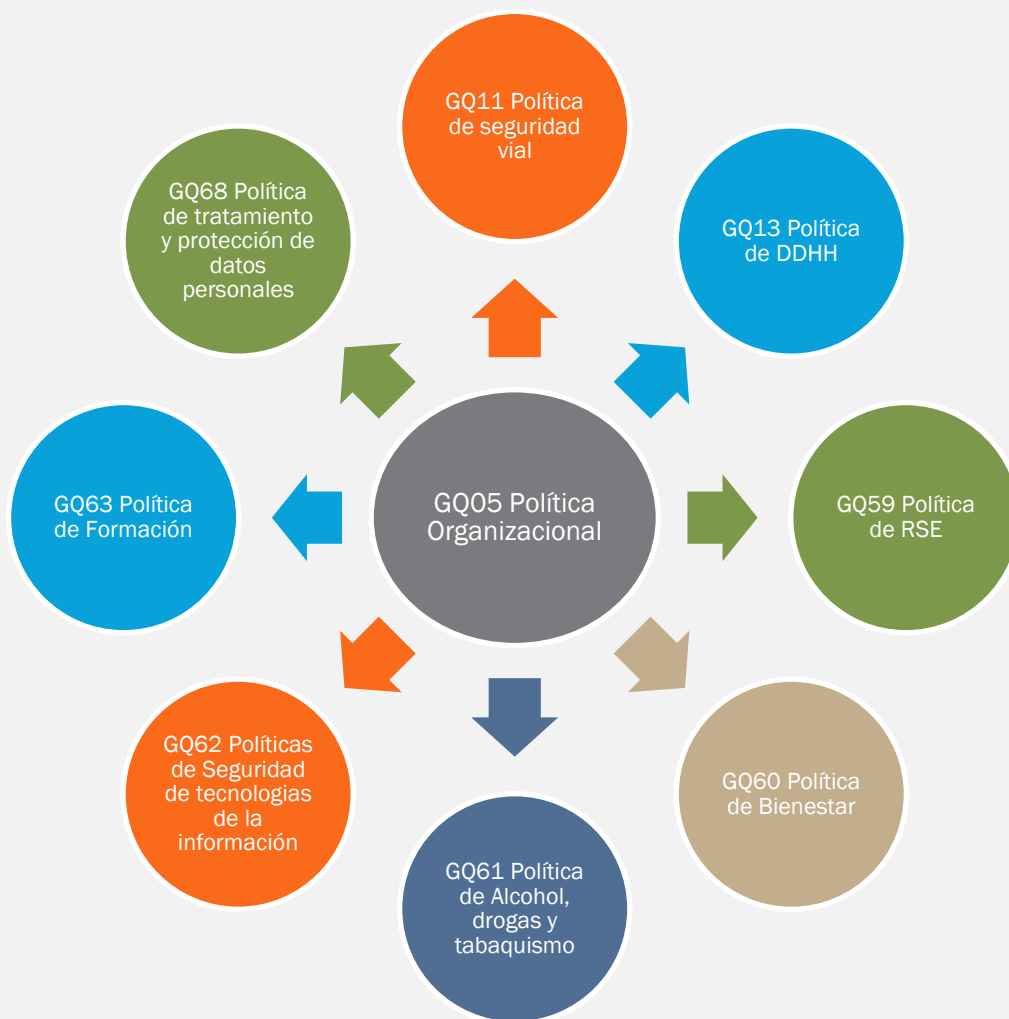 GQ11 Política
de seguridad
vial
GQ13 Política
de DDHH
GQ59 Política
de RSE
GQ60 Política
de Bienestar
GQ61 Política
de Alcohol,
drogas y
tabaquismo
GQ62 Políticas
de Seguridad
de tecnologias
de la
información
GQ63 Política
de Formación
GQ68 Política
de tratamiento
y protección de
datos
personales
GQ05 Política
Organizacional